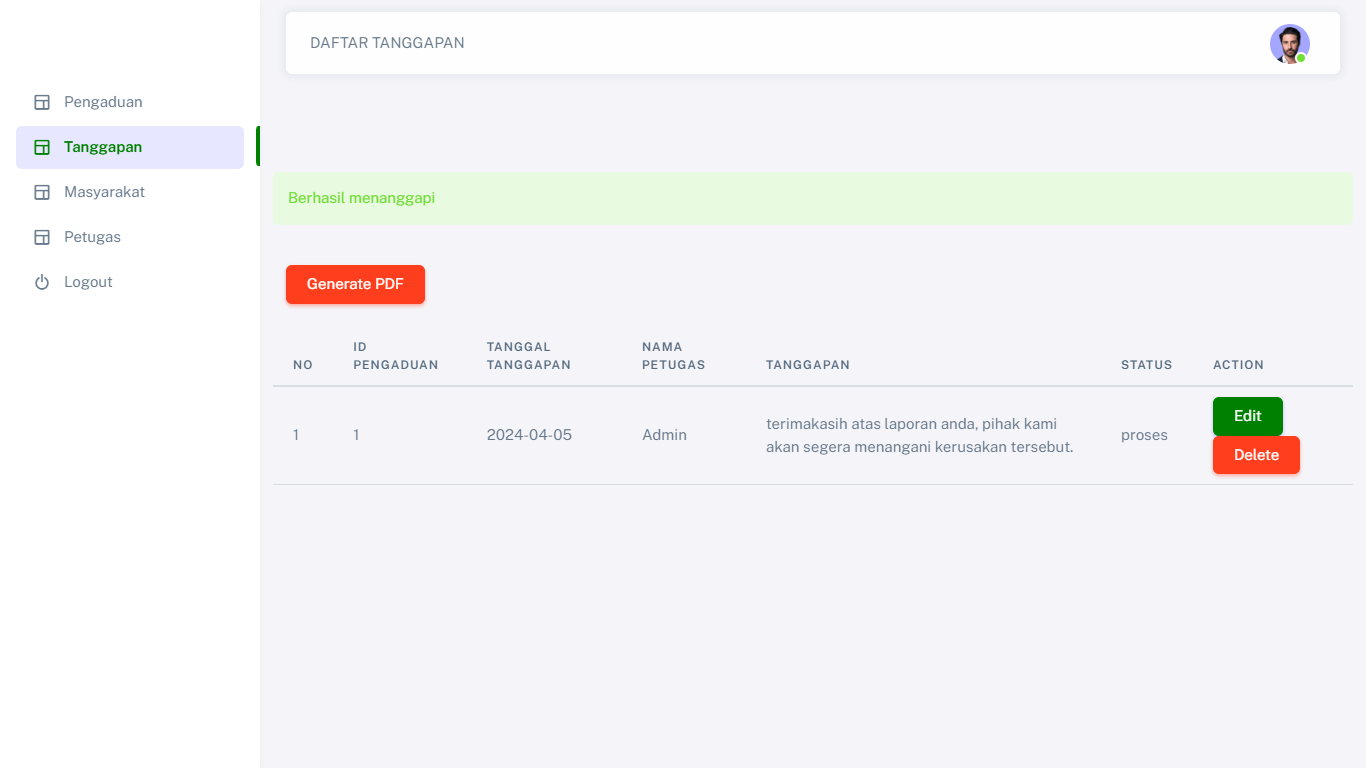 DAFTAR TANGGAPAN
Pengaduan
Tanggapan
Masyarakat
Petugas
Logout
Berhasil menanggapi
Generate PDF
NO
ID
PENGADUAN
TANGGAL
TANGGAPAN
NAMA
PETUGAS
TANGGAPAN
STATUS
ACTION
1
1
2024-04-05
Admin
terimakasih atas laporan anda, pihak kami
akan segera menangani kerusakan tersebut.
proses
Edit
Delete